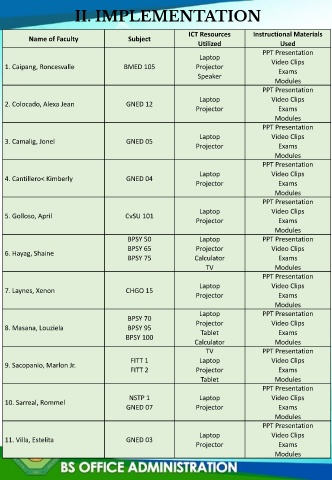 II. IMPLEMENTATION
Name of Faculty Subject ICT Resources Utilized Instructional Materials Used
1. Caipang, Roncesvalle BMED 105 Laptop Projector Speaker PPT Presentation Video Clips Exams Modules
2. Colocado, Alexa Jean GNED 12 Laptop Projector PPT Presentation Video Clips Exams Modules
3. Camalig, Jonel GNED 05 Laptop Projector PPT Presentation Video Clips Exams Modules
4. Cantillero< Kimberly GNED 04 Laptop Projector PPT Presentation Video Clips Exams Modules
5. Golloso, April CvSU 101 Laptop Projector PPT Presentation Video Clips Exams Modules
6. Hayag, Shaine BPSY 50 BPSY 65 BPSY 75 Laptop Projector Calculator TV PPT Presentation Video Clips Exams Modules
7. Laynes, Xenon CHGO 15 Laptop Projector PPT Presentation Video Clips Exams Modules
8. Masana, Louziela BPSY 70 BPSY 95 BPSY 100 Laptop Projector Tablet Calculator PPT Presentation Video Clips Exams Modules
9. Sacopanio, Marlon Jr. FITT 1 FITT 2 TV Laptop Projector Tablet PPT Presentation Video Clips Exams Modules
10. Sarreal, Rommel NSTP 1 GNED 07 Laptop Projector PPT Presentation Video Clips Exams Modules
11. Villa, Estelita GNED 03 Laptop Projector PPT Presentation Video Clips Exams Modules
BS OFFICE ADMINISTRATION